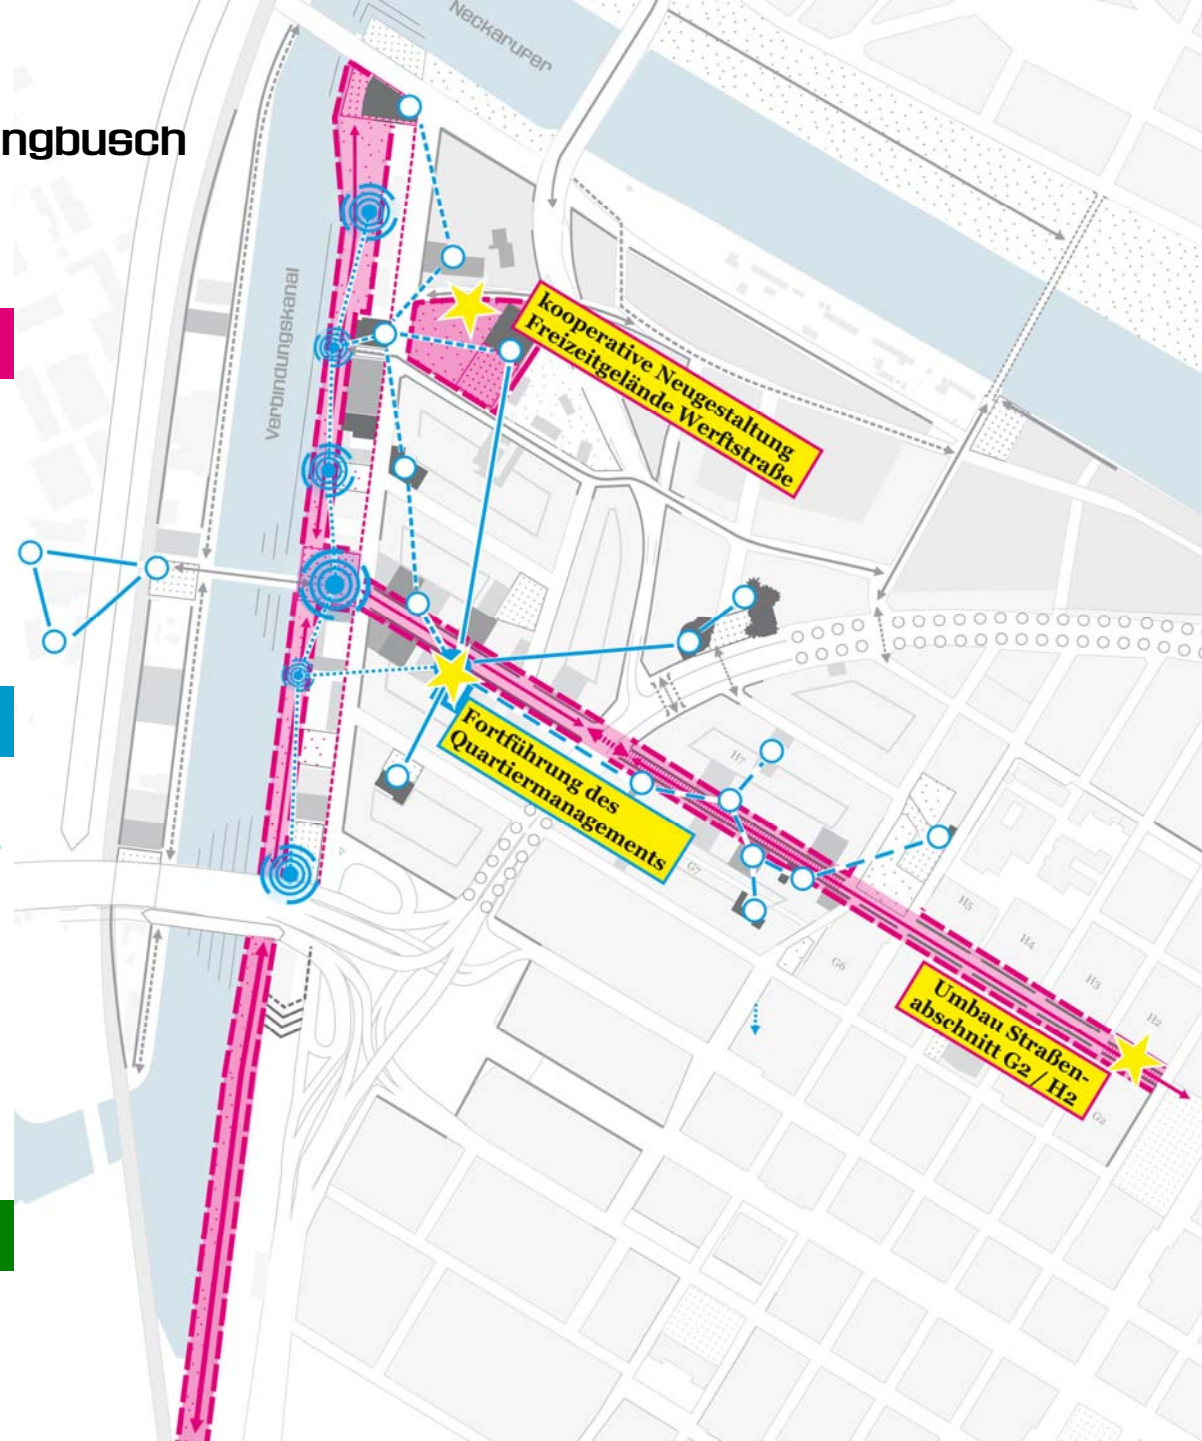 Neckarufer
ngbusch
Verbindungskanal
kooperative Neugestaltung
Freizeitgelände Werftstraße
Fortführung des
Quartiermanagements
H7
G7
H5
H4
G6
H3
H2
Umbau Straßen-
abschnitt G2 / H2
G2